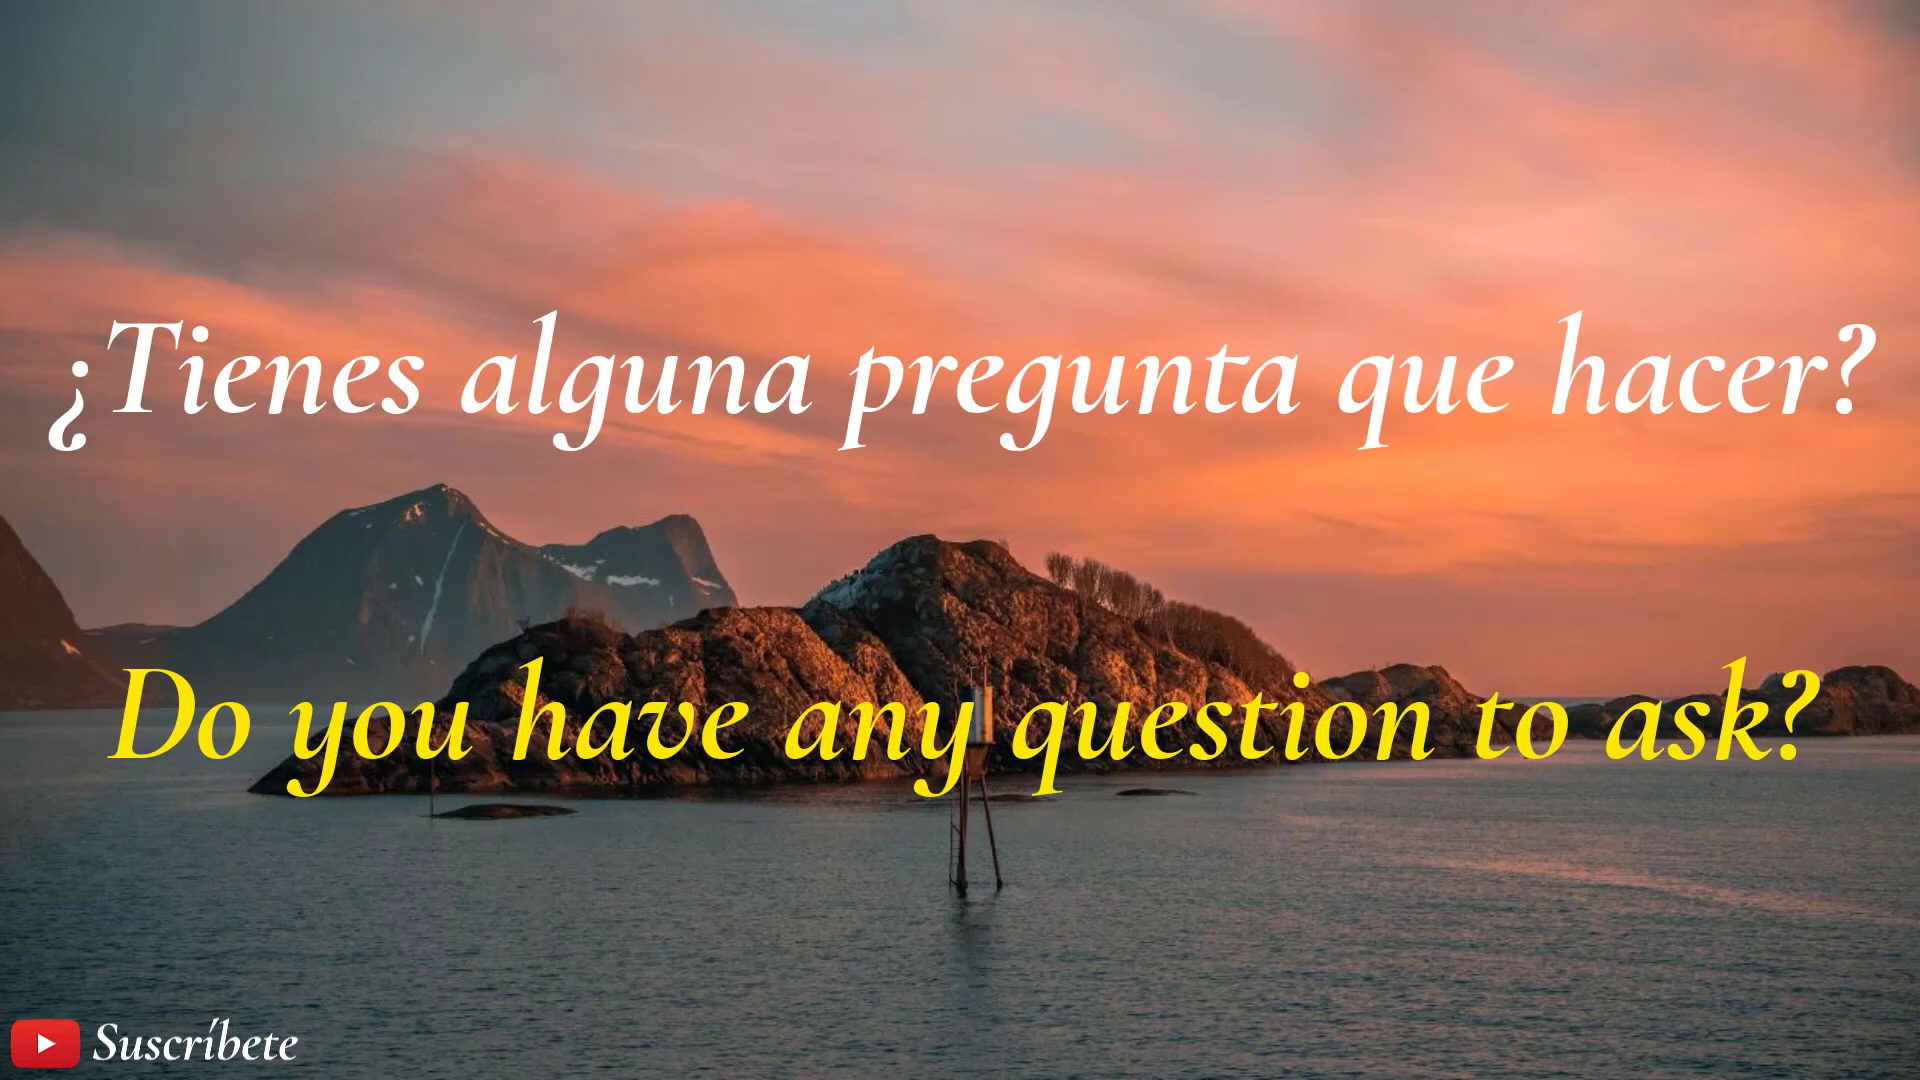 ¿Tienes alguna pregunta que hacer?
Do you have any question to ask?
Suscríbete